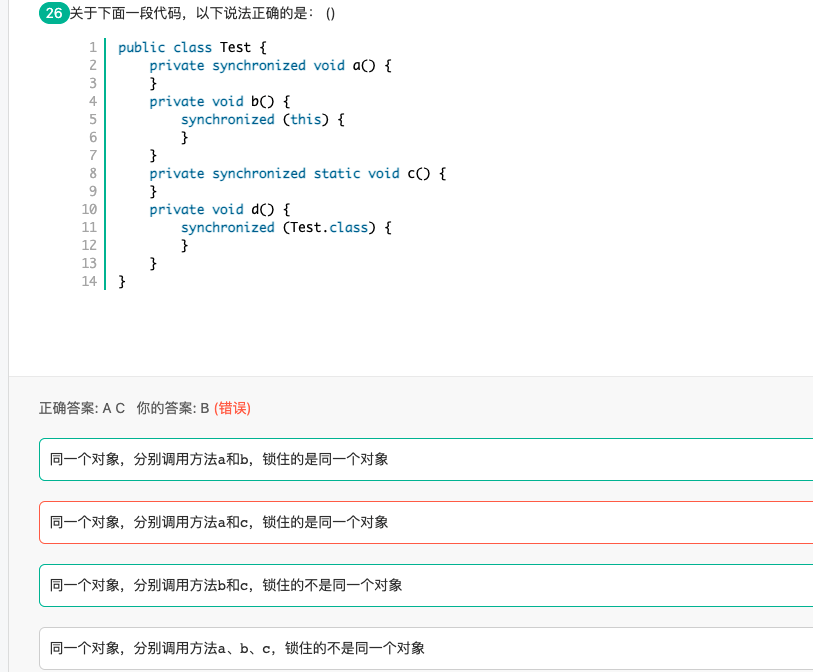 26 关于下面一段代码，以下说法正确的是： ()
1 public class Test {
2 private synchronized void a() {
3 }
4 private void b() {
5 synchronized (this) {
6 }
7 }
8 private synchronized static void c() {
9 }
10 private void d() {
11 synchronized (Test.class) {
12 }
13 }
14 }
正确答案: A C 你的答案: B (错误)
同一个对象，分别调用方法a和b，锁住的是同一个对象
同一个对象，分别调用方法a和c，锁住的是同一个对象
同一个对象，分别调用方法b和c，锁住的不是同一个对象
同一个对象，分别调用方法a、b、c，锁住的不是同一个对象